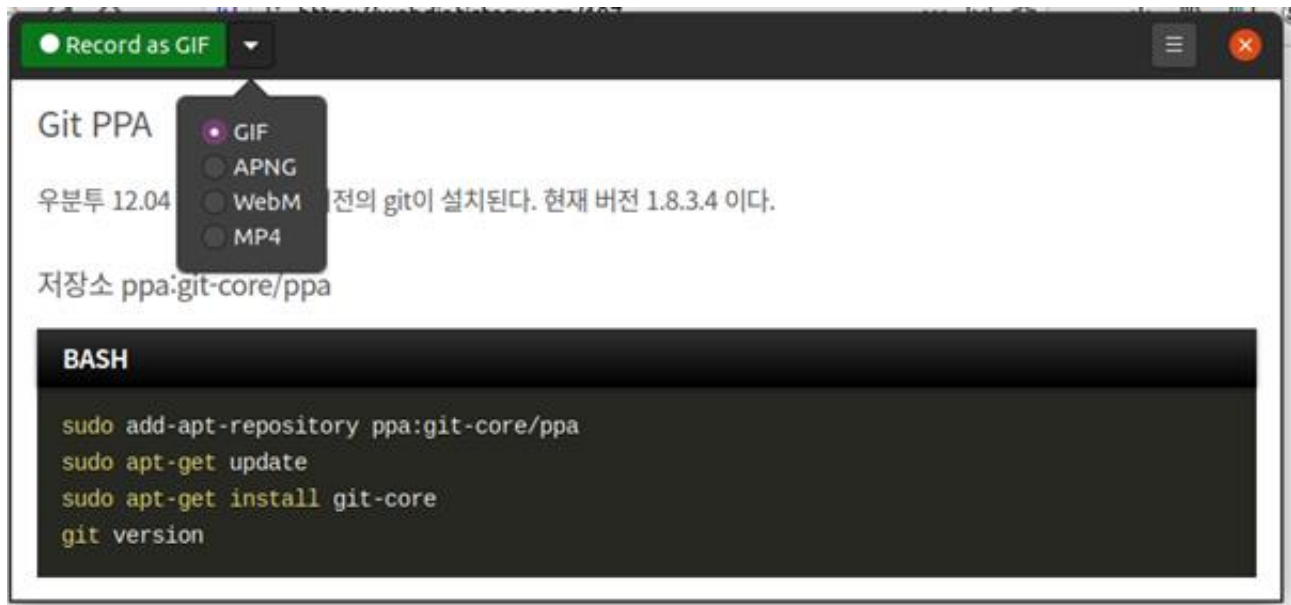 Record as GIF
GIF
APNG
WebM
MP4
Git PPA
우분투 12.04 전의 git이 설치된다. 현재 버전 1.8.3.4 이다.
저장소 ppa:git-core/ppa
BASH
sudo add-apt-repository ppa:git-core/ppa
sudo apt-get update
sudo apt-get install git-core
git version